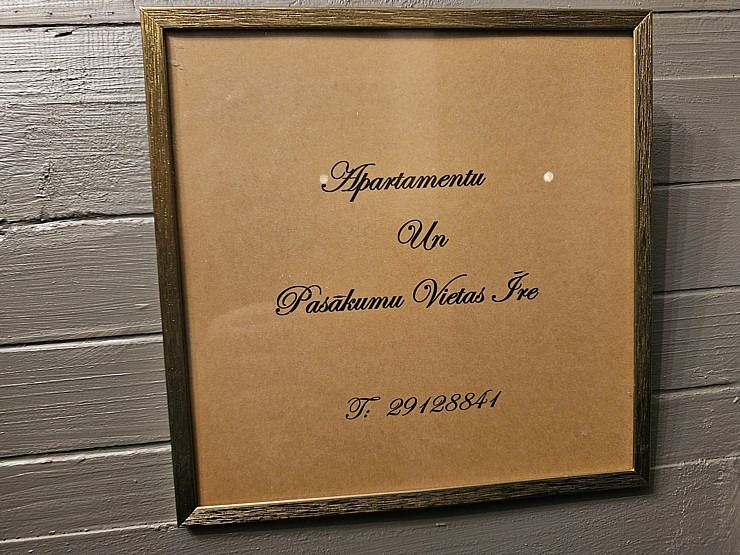 Apartamentu
Un
Pasākumu Vietas Īre
T: 29128841